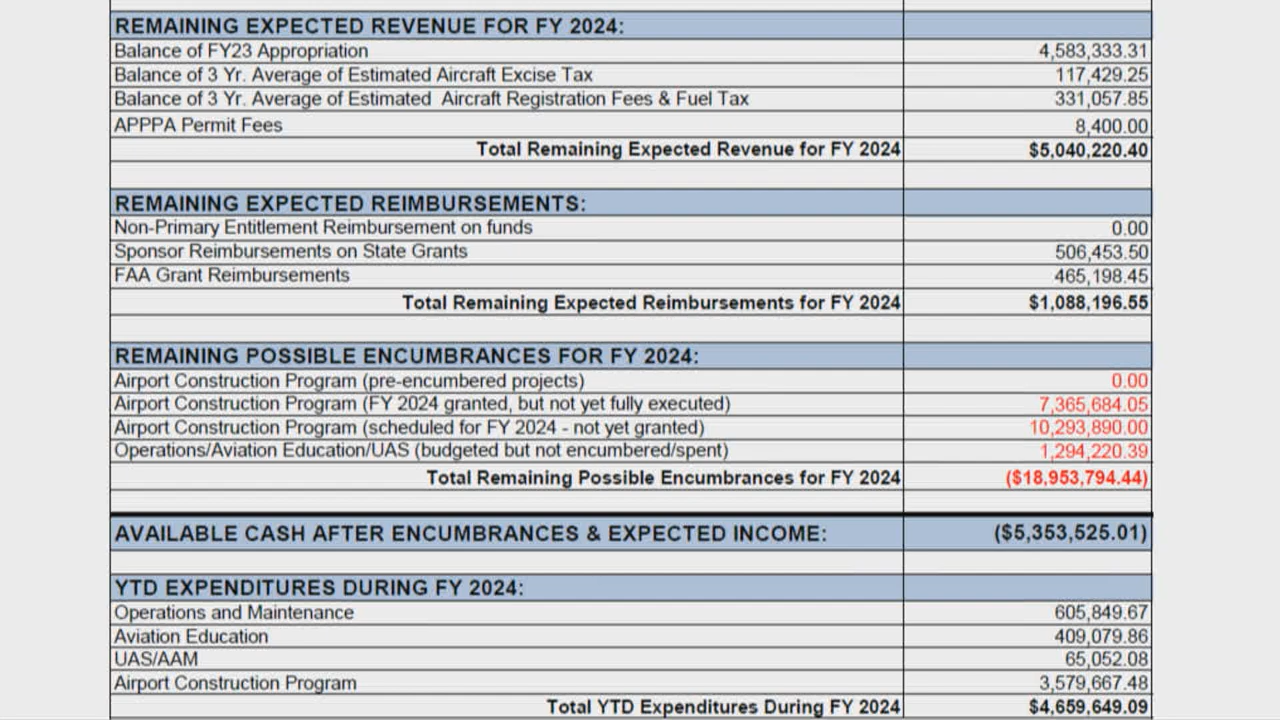 REMAINING EXPECTED REVENUE FOR FY 2024:
Balance of FY23 Appropriation 4,583,333.31
Balance of 3 Yr. Average of Estimated Aircraft Excise Tax 117,429.25
Balance of 3 Yr. Average of Estimated Aircraft Registration Fees & Fuel Tax 331,057.85
APPPA Permit Fees 8,400.00
Total Remaining Expected Revenue for FY 2024 $5,040,220.40
REMAINING EXPECTED REIMBURSEMENTS:
Non-Primary Entitlement Reimbursement on funds 0.00
Sponsor Reimbursements on State Grants 506,453.50
FAA Grant Reimbursements 465,198.45
Total Remaining Expected Reimbursements for FY 2024 $1,088,196.55
REMAINING POSSIBLE ENCUMBRANCES FOR FY 2024:
Airport Construction Program (pre-encumbered projects) 0.00
Airport Construction Program (FY 2024 granted, but not yet fully executed) 7,365,684.05
Airport Construction Program (scheduled for FY 2024 - not yet granted) 10,293,890.00
Operations/Aviation Education/UAS (budgeted but not encumbered/spent) 1,294,220.39
Total Remaining Possible Encumbrances for FY 2024 ($18,953,794.44)
AVAILABLE CASH AFTER ENCUMBRANCES & EXPECTED INCOME: ($5,353,525.01)
YTD EXPENDITURES DURING FY 2024:
Operations and Maintenance 605,849.67
Aviation Education 409,079.86
UAS/AAM 65,052.08
Airport Construction Program 3,579,667.48
Total YTD Expenditures During FY 2024 $4,659,649.09